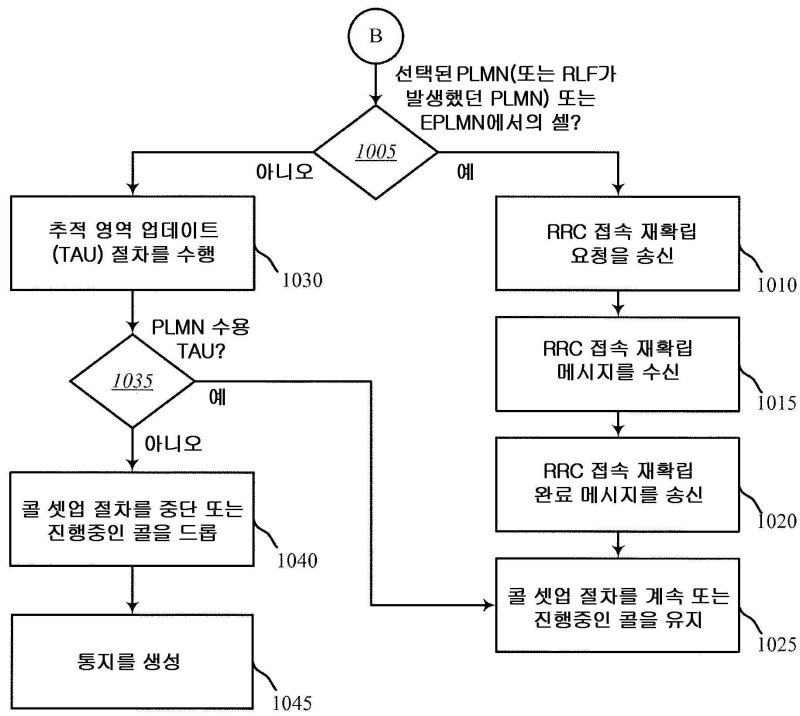 B
선택된 PLMN(또는 RLF가
발생했던 PLMN) 또는
EPLMN에서의 셀?
1005
아니오
예
추적 영역 업데이트
(TAU) 절차를 수행
1030
RRC 접속 재확립
요청을 송신
1010
PLMN 수용
TAU?
1035
예
아니오
RRC 접속 재확립
메시지를 수신
1015
RRC 접속 재확립
완료 메시지를 송신
1020
콜 셋업 절차를 중단 또는
진행중인 콜을 드롭
1040
콜 셋업 절차를 계속 또는
진행중인 콜을 유지
1025
통지를 생성
1045